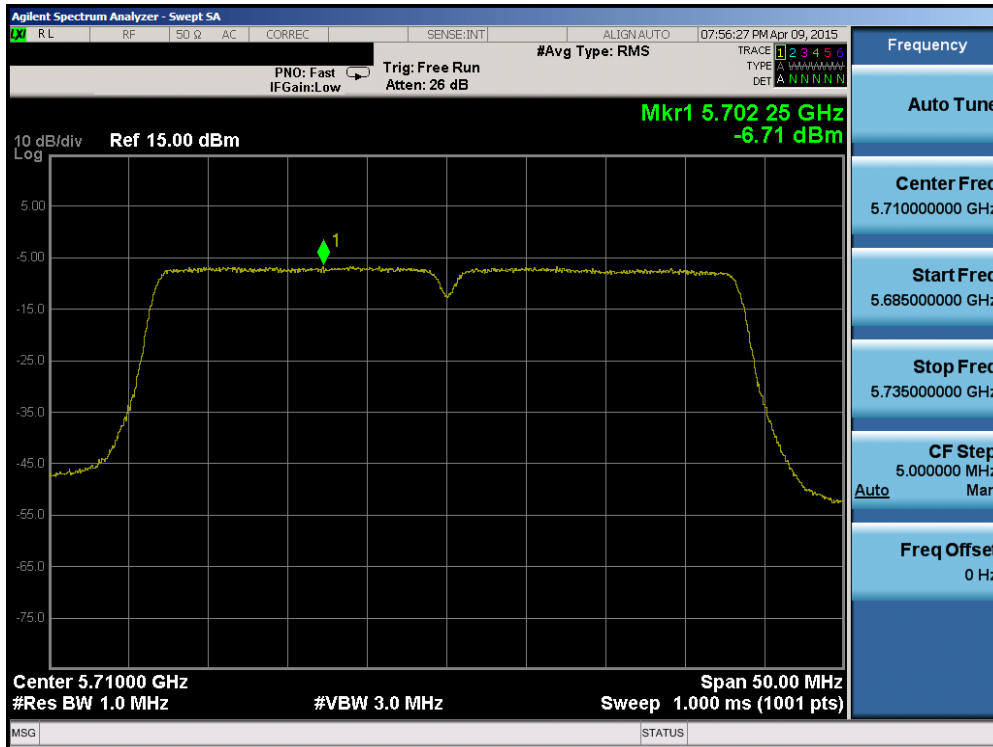 Agilent Spectrum Analyzer - Swept SA
LXI RL RF 50 Ω AC CORREC SENSE:INT ALIGN AUTO 07:56:27 PM Apr 09, 2015
#Avg Type: RMS TRACE 1 2 3 4 5 6
PNO: Fast Trig: Free Run TYPE A WWWWW
IFGain:Low Atten: 26 dB DET A N N N N N
Frequency
Mkr1 5.702 25 GHz
-6.71 dBm
10 dB/div Ref 15.00 dBm
Log
1
5.00
-5.00
-15.0
-25.0
-35.0
-45.0
-55.0
-65.0
-75.0
Center 5.71000 GHz Span 50.00 MHz
#Res BW 1.0 MHz #VBW 3.0 MHz Sweep 1.000 ms (1001 pts)
MSG STATUS
Auto Tune
Center Freq
5.710000000 GHz
Start Freq
5.685000000 GHz
Stop Freq
5.735000000 GHz
CF Step
5.000000 MHz
Auto Man
Freq Offset
0 Hz